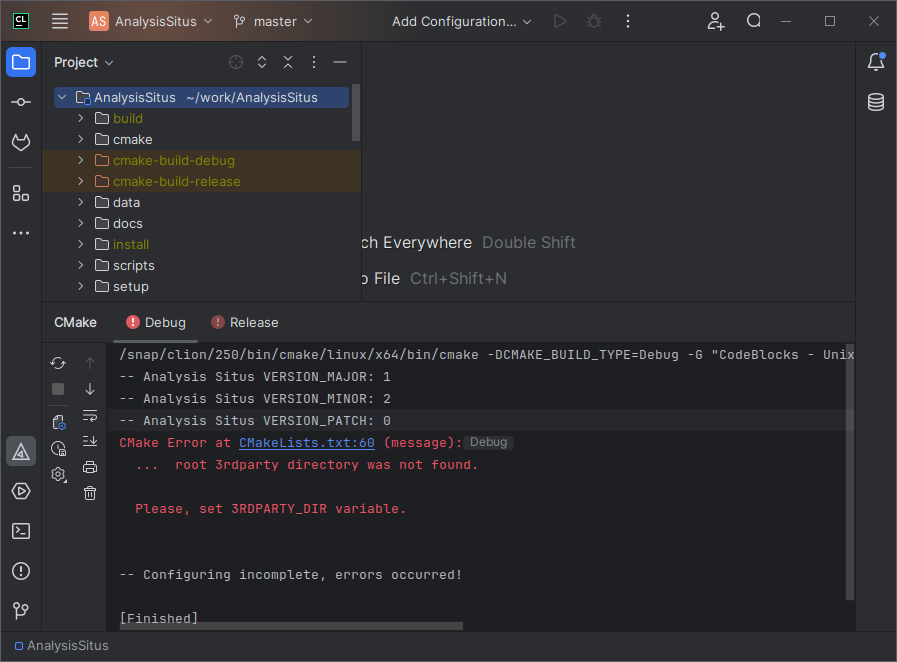 CL
AS AnalysisSitus
master
Add Configuration...
Project
AnalysisSitus ~/work/AnalysisSitus
build
cmake
cmake-build-debug
cmake-build-release
data
docs
install
scripts
setup
ch Everywhere Double Shift
o File Ctrl+Shift+N
CMake Debug Release
/snap/clion/250/bin/cmake/linux/x64/bin/cmake -DCMAKE_BUILD_TYPE=Debug -G "CodeBlocks - Unix
-- Analysis Situs VERSION_MAJOR: 1
-- Analysis Situs VERSION_MINOR: 2
-- Analysis Situs VERSION_PATCH: 0
CMake Error at CMakeLists.txt:60 (message): Debug
... root 3rdparty directory was not found.
Please, set 3RDPARTY_DIR variable.
-- Configuring incomplete, errors occurred!
[Finished]
AnalysisSitus